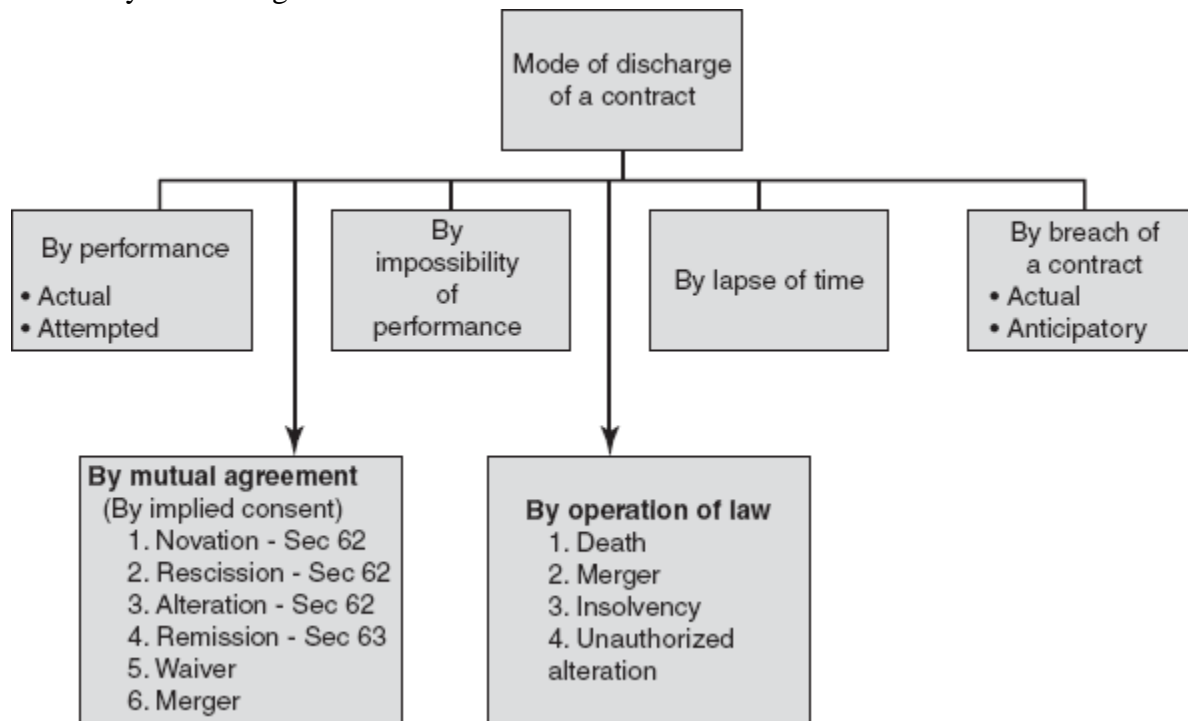 Mode of discharge
of a contract
By performance
• Actual
• Attempted
By
impossibility
of
performance
By lapse of time
By breach of
a contract
• Actual
• Anticipatory
By mutual agreement
(By implied consent)
1. Novation - Sec 62
2. Rescission - Sec 62
3. Alteration - Sec 62
4. Remission - Sec 63
5. Waiver
6. Merger
By operation of law
1. Death
2. Merger
3. Insolvency
4. Unauthorized
alteration